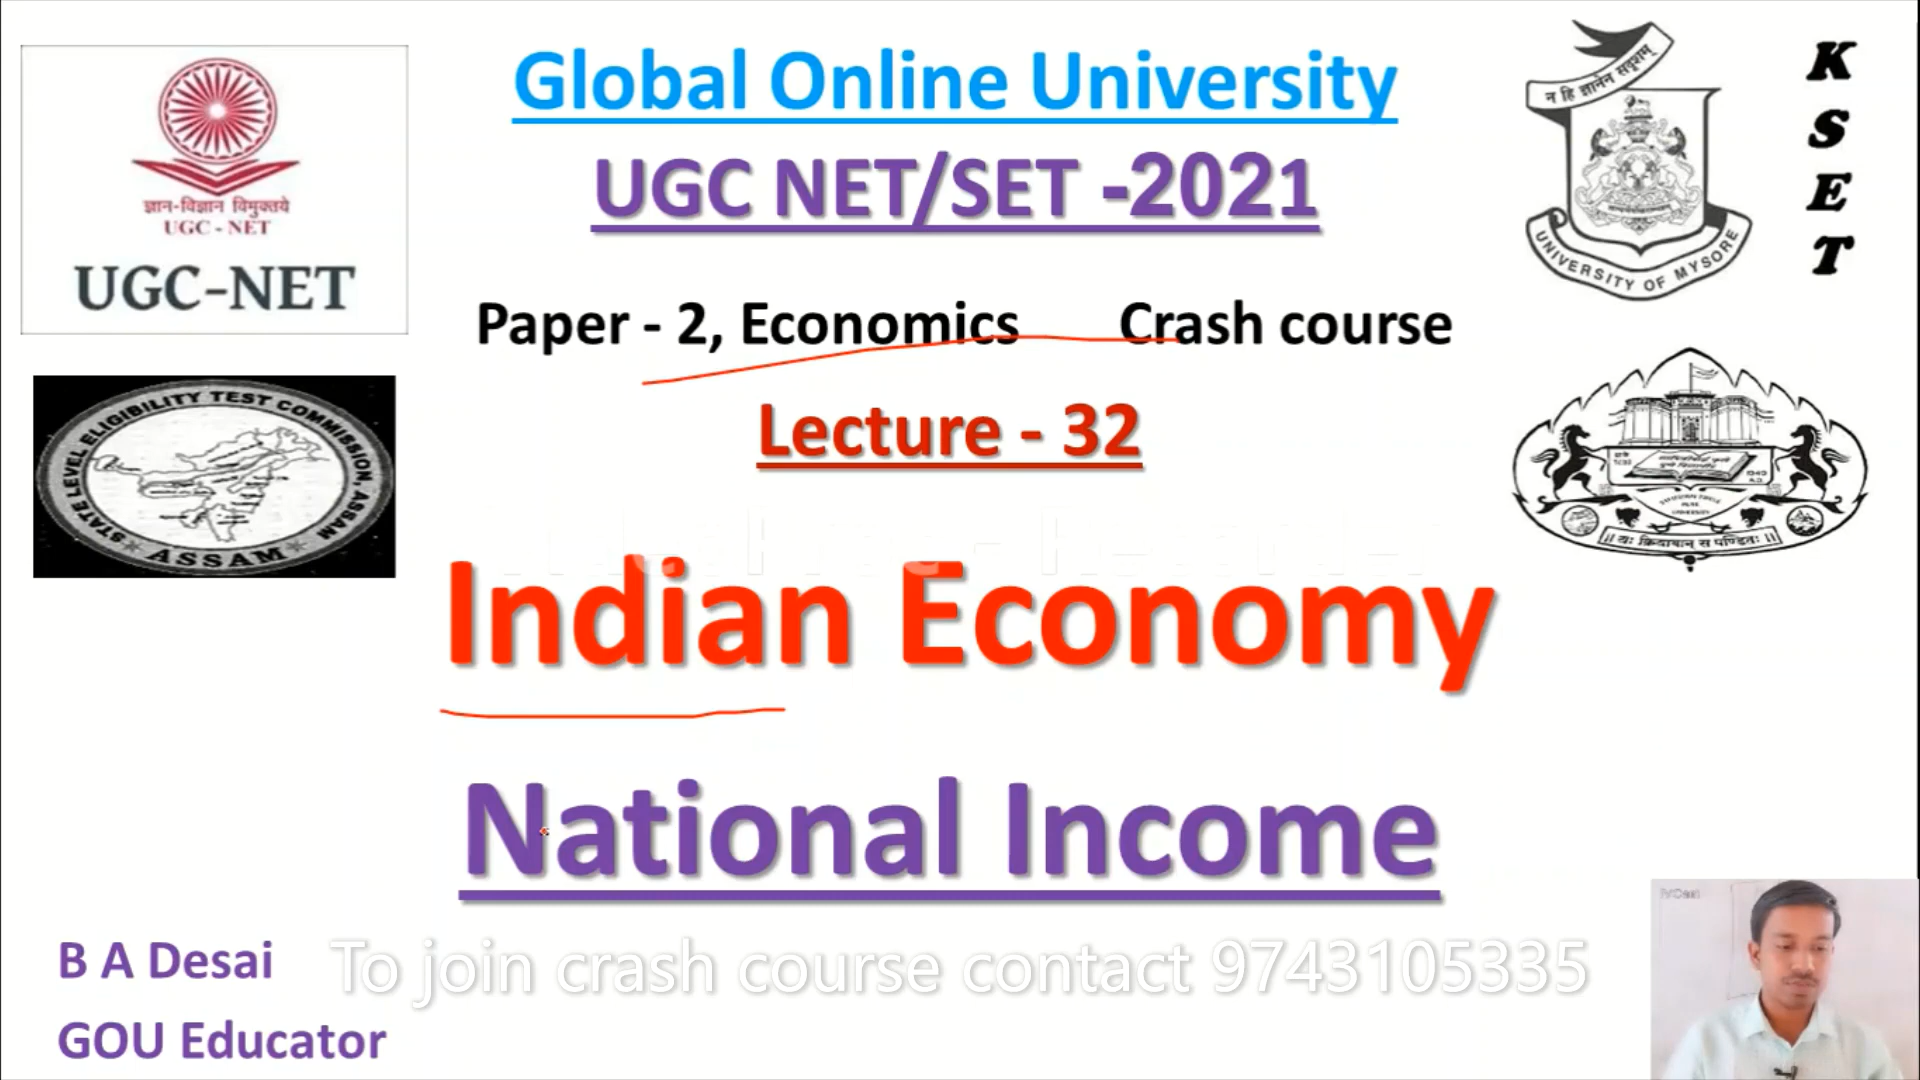 Global Online University
UGC NET/SET -2021
Paper - 2, Economics Crash course
Lecture - 32
Indian Economy
National Income
ज्ञान-विज्ञान विमुक्तये
UGC - NET
UGC-NET
STATE LEVEL ELIGIBILITY TEST COMMISSION, ASSAM
ASSAM
न हि ज्ञानेन सदृशम्
UNIVERSITY OF MYSORE
K
S
E
T
॥ यः क्रियावान् स पण्डितः ॥
B A Desai
To join crash course contact 9743105335
GOU Educator